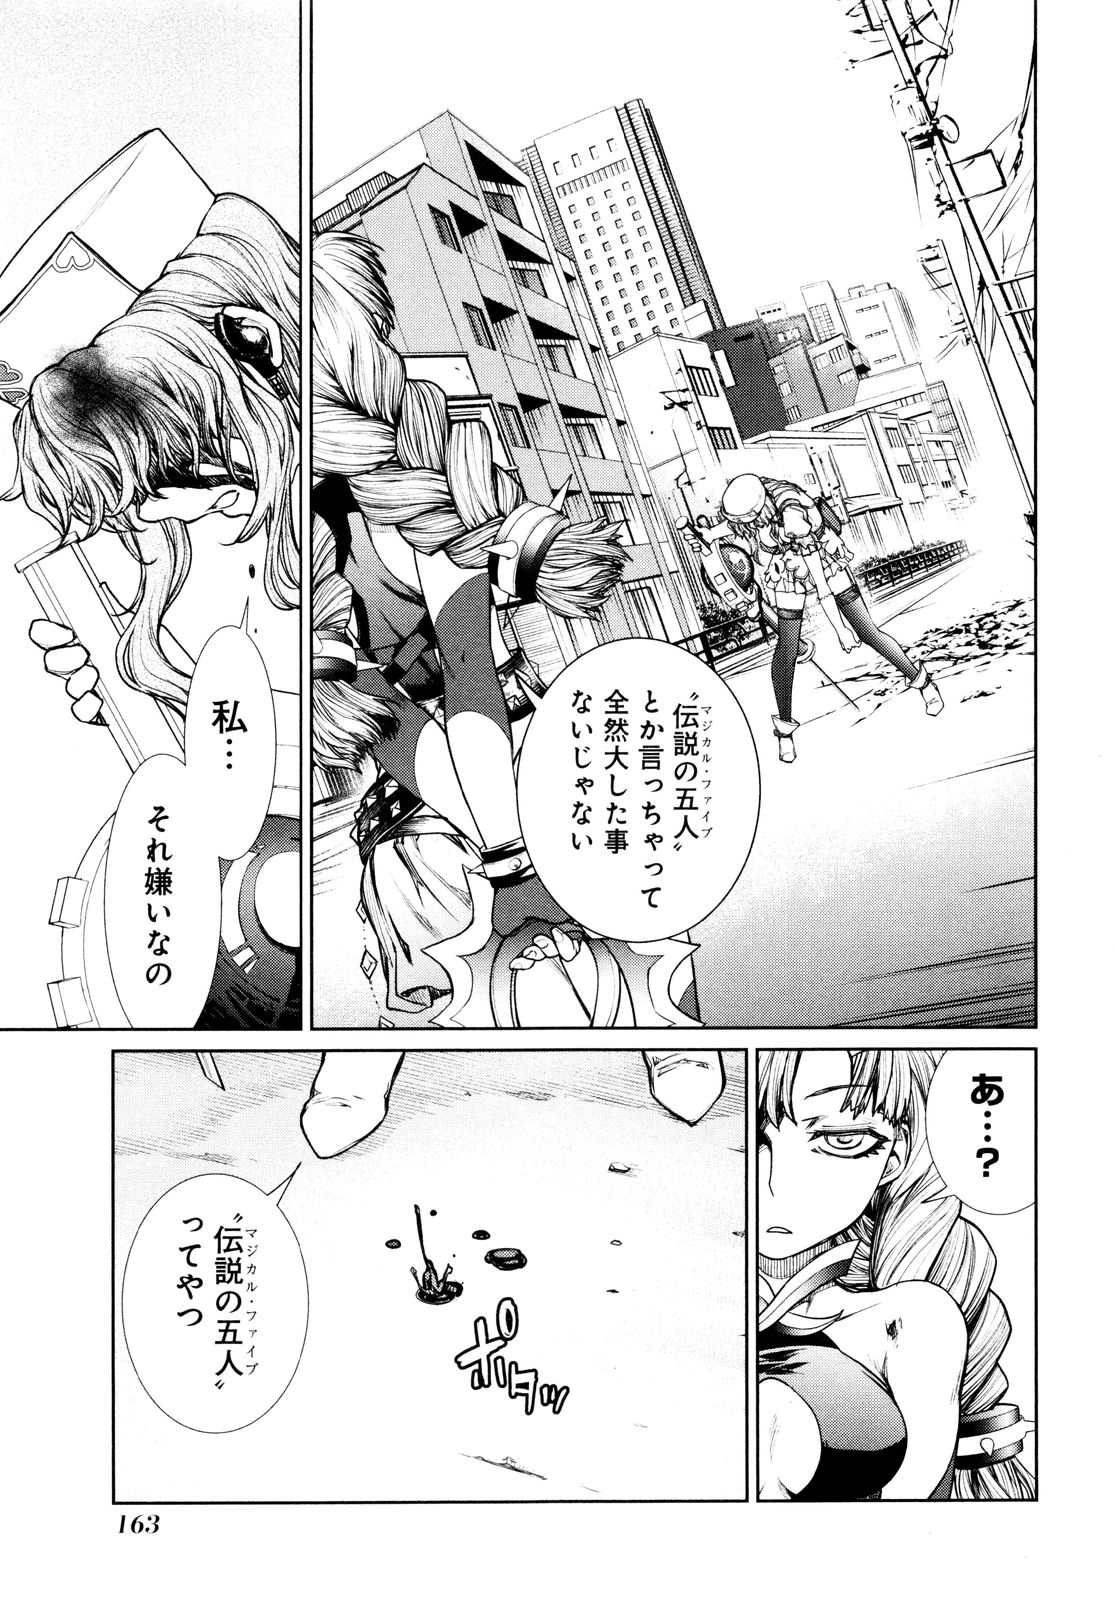 〝伝説の五人〟
マジカル・ファイブ
とか言っちゃって
全然大した事
ないじゃない
私…
それ嫌いなの
あ…？
〝伝説の五人〟
マジカル・ファイブ
ってやつ
ポタッ
163